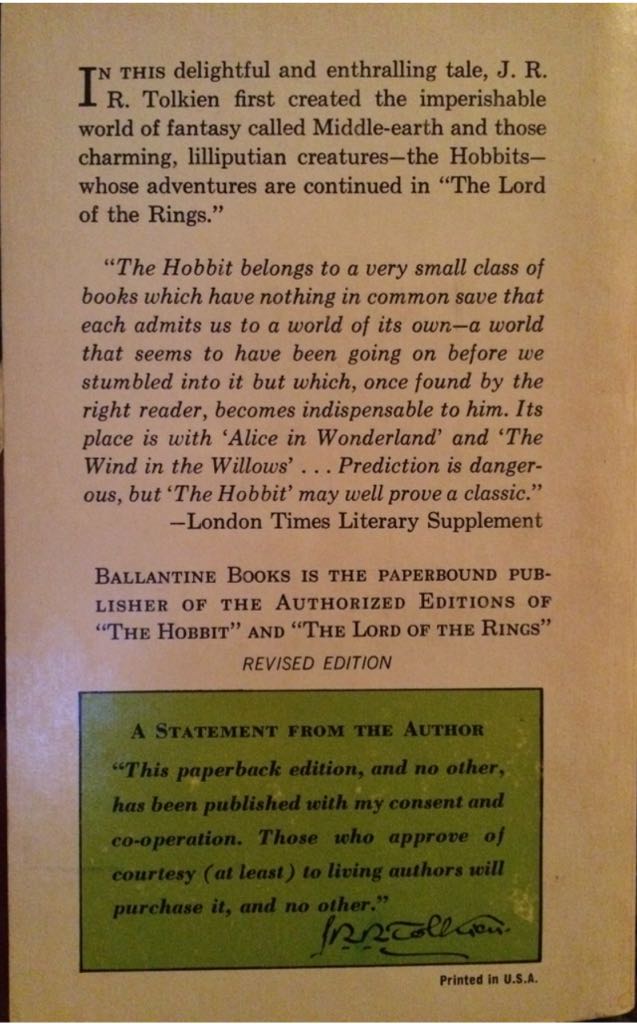 IN THIS delightful and enthralling tale, J. R.
R. Tolkien first created the imperishable
world of fantasy called Middle-earth and those
charming, lilliputian creatures—the Hobbits—
whose adventures are continued in "The Lord
of the Rings."
"The Hobbit belongs to a very small class of
books which have nothing in common save that
each admits us to a world of its own—a world
that seems to have been going on before we
stumbled into it but which, once found by the
right reader, becomes indispensable to him. Its
place is with 'Alice in Wonderland' and 'The
Wind in the Willows' . . . Prediction is danger-
ous, but 'The Hobbit' may well prove a classic."
—London Times Literary Supplement
BALLANTINE BOOKS IS THE PAPERBOUND PUB-
LISHER OF THE AUTHORIZED EDITIONS OF
"THE HOBBIT" AND "THE LORD OF THE RINGS"
REVISED EDITION
A STATEMENT FROM THE AUTHOR
"This paperback edition, and no other,
has been published with my consent and
co-operation. Those who approve of
courtesy (at least) to living authors will
purchase it, and no other."
JRRTolkien.
Printed in U.S.A.